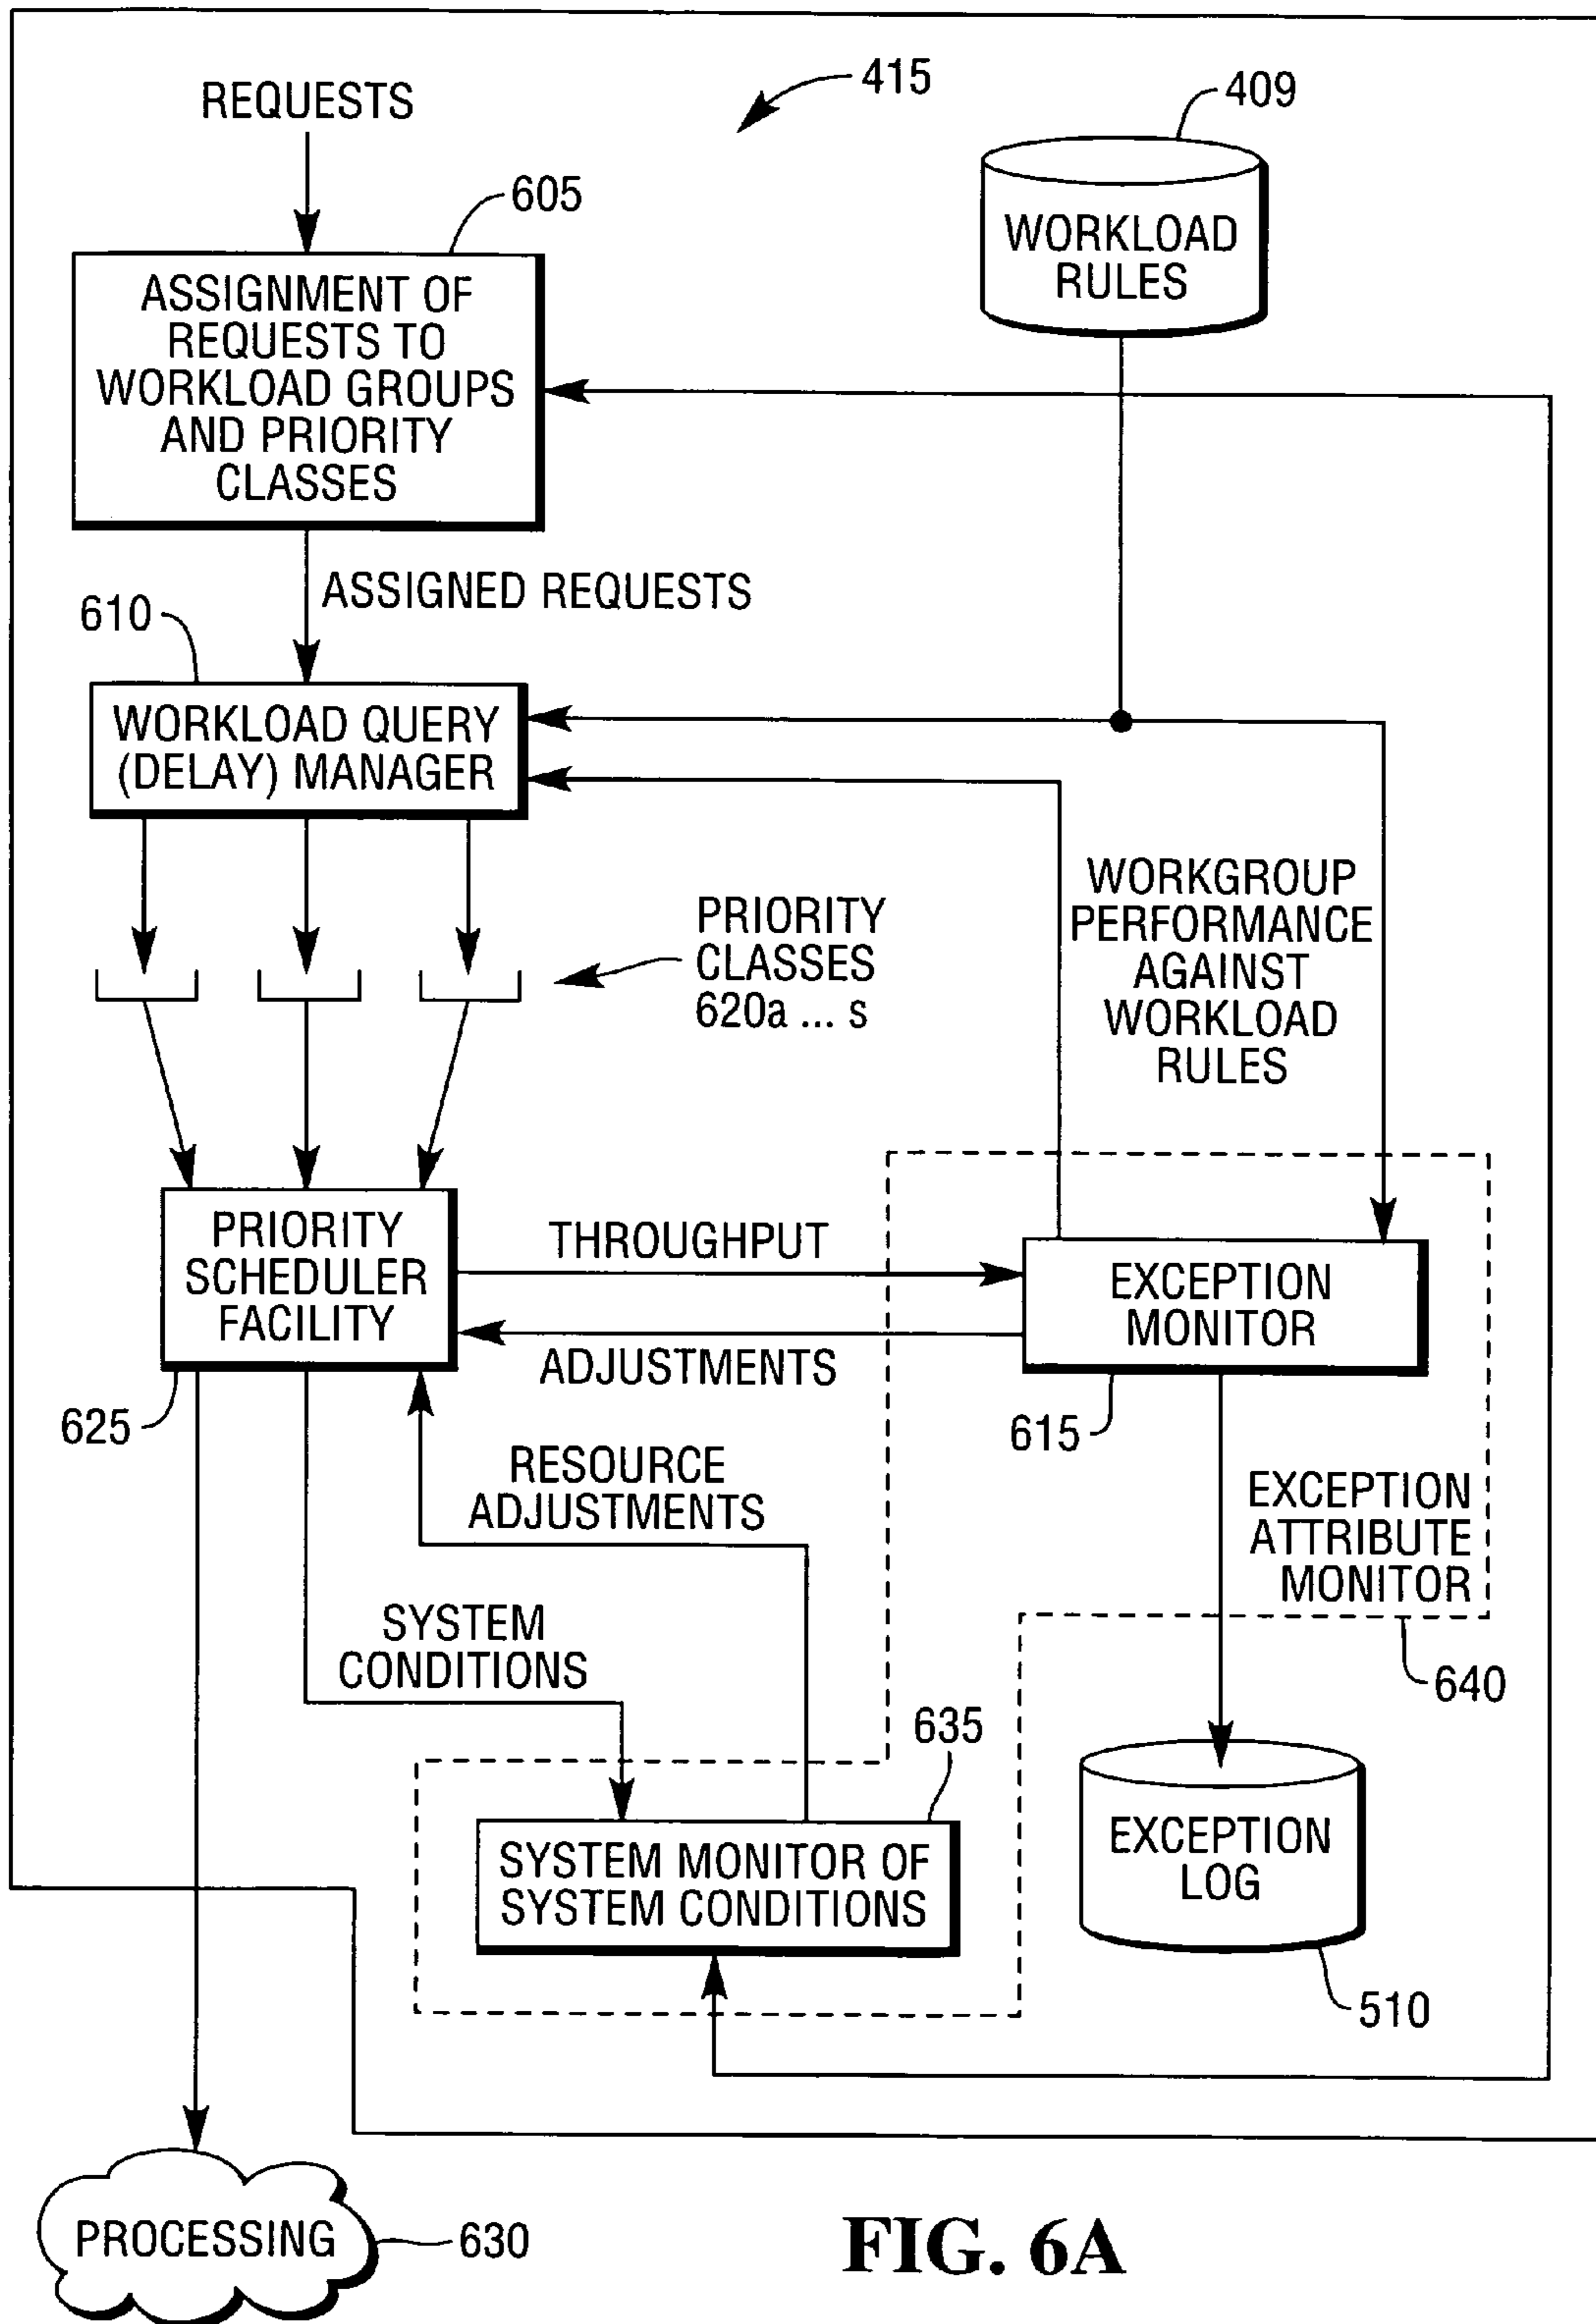 REQUESTS
415
409
605
WORKLOAD
RULES
ASSIGNMENT OF
REQUESTS TO
WORKLOAD GROUPS
AND PRIORITY
CLASSES
ASSIGNED REQUESTS
610
WORKLOAD QUERY
(DELAY) MANAGER
PRIORITY
CLASSES
620a ... s
WORKGROUP
PERFORMANCE
AGAINST
WORKLOAD
RULES
PRIORITY
SCHEDULER
FACILITY
625
THROUGHPUT
ADJUSTMENTS
EXCEPTION
MONITOR
615
RESOURCE
ADJUSTMENTS
EXCEPTION
ATTRIBUTE
MONITOR
640
SYSTEM
CONDITIONS
635
SYSTEM MONITOR OF
SYSTEM CONDITIONS
EXCEPTION
LOG
510
PROCESSING
630
FIG. 6A